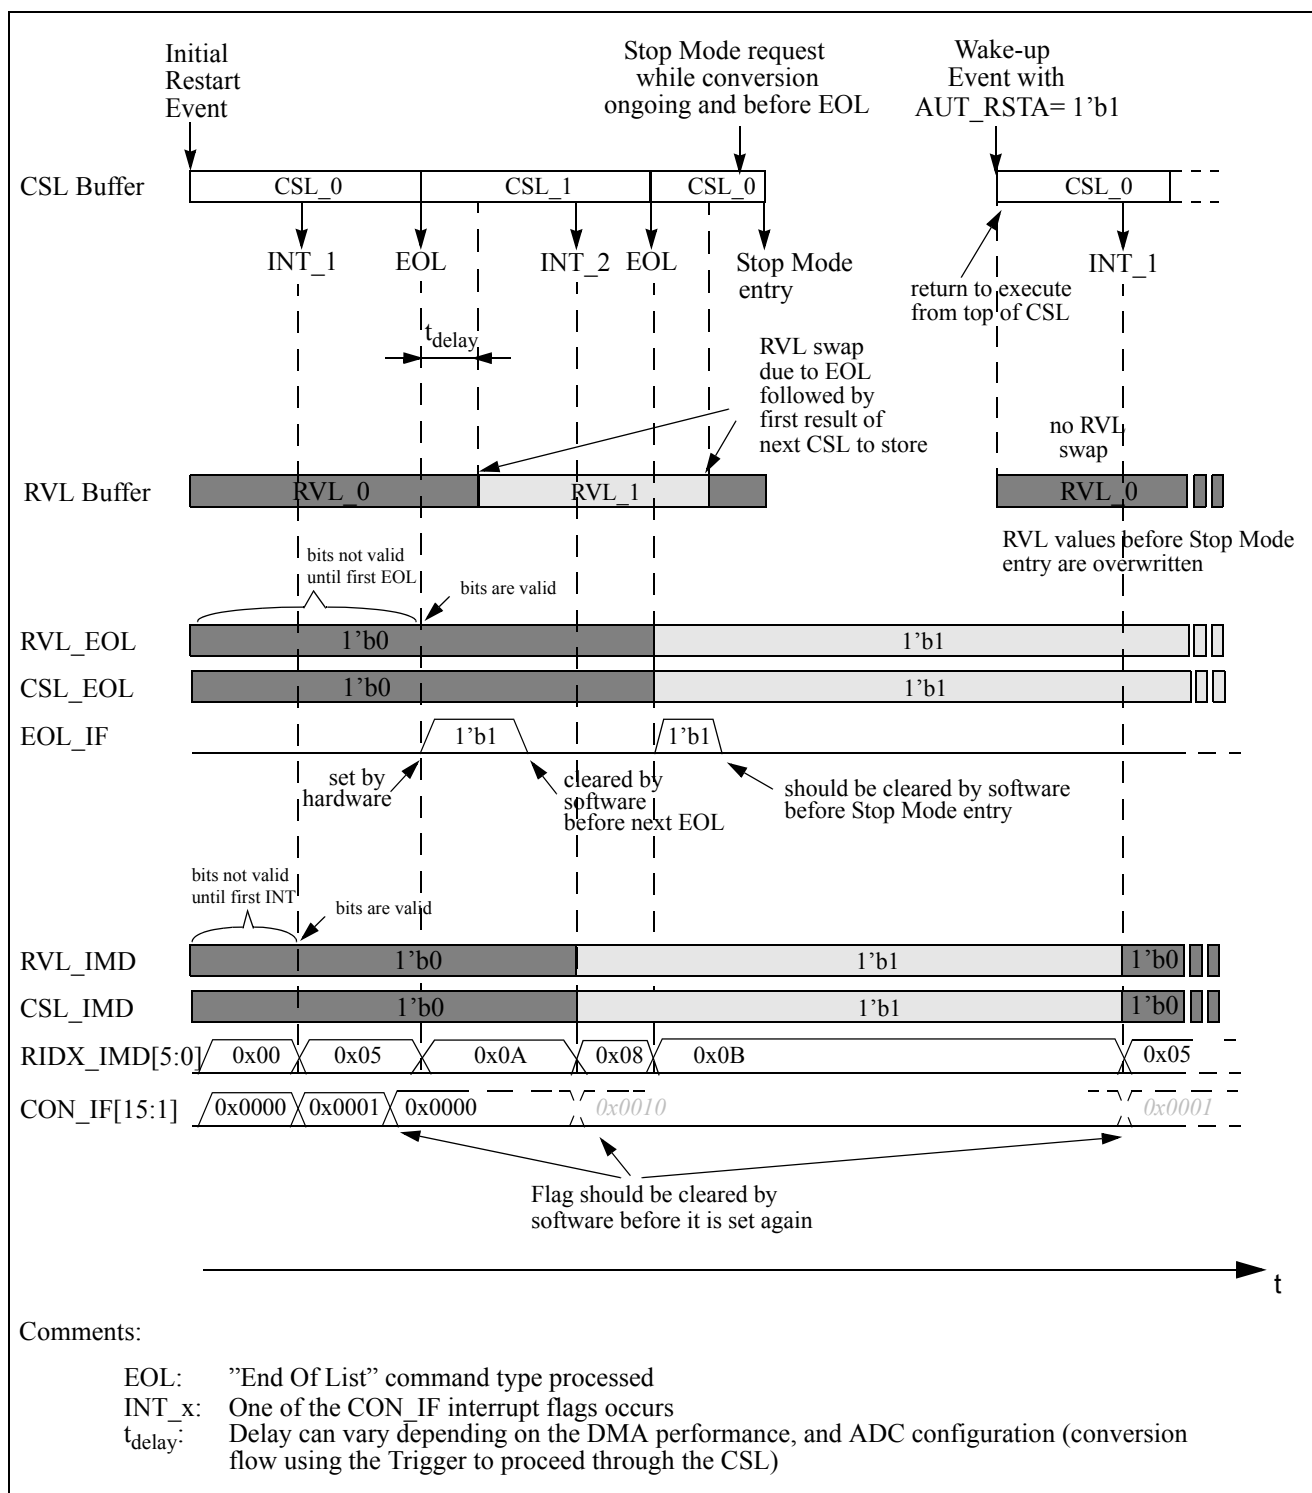 Initial
Restart
Event
Stop Mode request
while conversion
ongoing and before EOL
Wake-up
Event with
AUT_RSTA= 1’b1
CSL Buffer
CSL_0
CSL_1
CSL_0
CSL_0
INT_1
EOL
INT_2
EOL
Stop Mode
entry
INT_1
return to execute
from top of CSL
tdelay
RVL swap
due to EOL
followed by
first result of
next CSL to store
no RVL
swap
RVL Buffer
RVL_0
RVL_1
RVL_0
RVL values before Stop Mode
entry are overwritten
bits not valid
until first EOL
bits are valid
RVL_EOL
1’b0
1’b1
CSL_EOL
1’b0
1’b1
EOL_IF
1’b1
1’b1
set by
hardware
cleared by
software
before next EOL
should be cleared by software
before Stop Mode entry
bits not valid
until first INT
bits are valid
RVL_IMD
1’b0
1’b1
1’b0
CSL_IMD
1’b0
1’b1
1’b0
RIDX_IMD[5:0]
0x00
0x05
0x0A
0x08
0x0B
0x05
CON_IF[15:1]
0x0000
0x0001
0x0000
0x0010
0x0001
Flag should be cleared by
software before it is set again
t
Comments:
EOL: ”End Of List” command type processed
INT_x: One of the CON_IF interrupt flags occurs
tdelay: Delay can vary depending on the DMA performance, and ADC configuration (conversion
flow using the Trigger to proceed through the CSL)